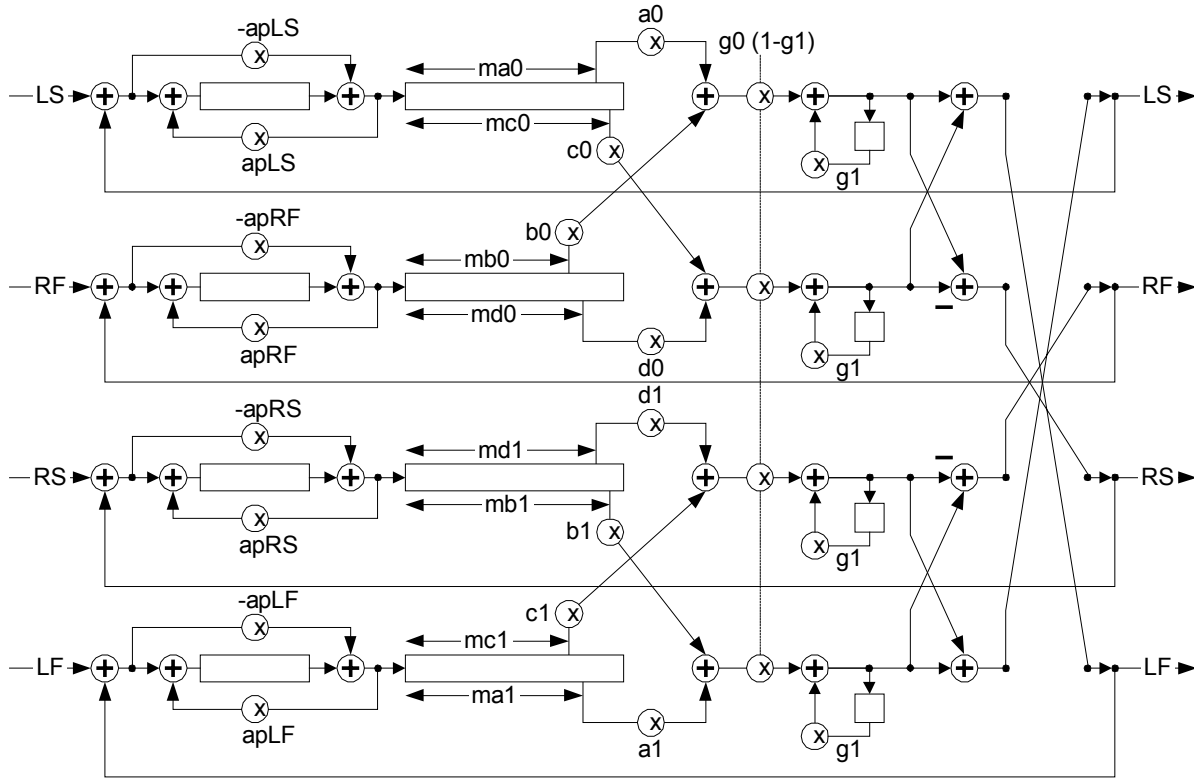 a0
-apLS
g0 (1-g1)
x
x
ma0
LS
+
+
+
+
x
+
+
LS
mc0
x
apLS
c0
x
x
g1
-apRF
x
b0
x
mb0
RF
+
+
+
+
x
+
+
RF
−
md0
x
apRF
x
d0
x
g1
-apRS
d1
x
x
−
md1
RS
+
+
+
+
x
+
+
RS
mb1
x
apRS
b1
x
x
g1
-apLF
x
c1
x
mc1
LF
+
+
+
+
x
+
+
LF
ma1
x
apLF
x
a1
x
g1